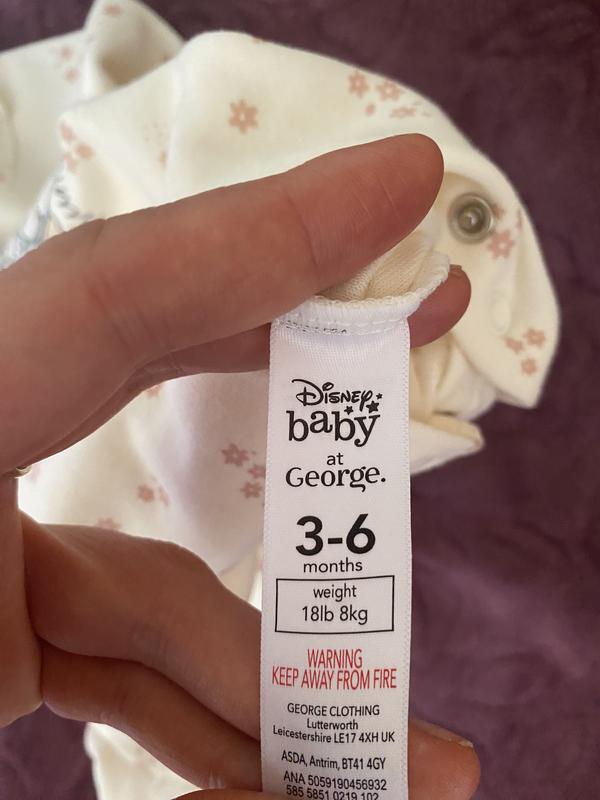 Disney
baby
at
George.
3-6
months
weight
18lb 8kg
WARNING
KEEP AWAY FROM FIRE
GEORGE CLOTHING
Lutterworth
Leicestershire LE17 4XH UK
ASDA, Antrim, BT41 4GY
ANA 5059190456932
585 5851 0219 102